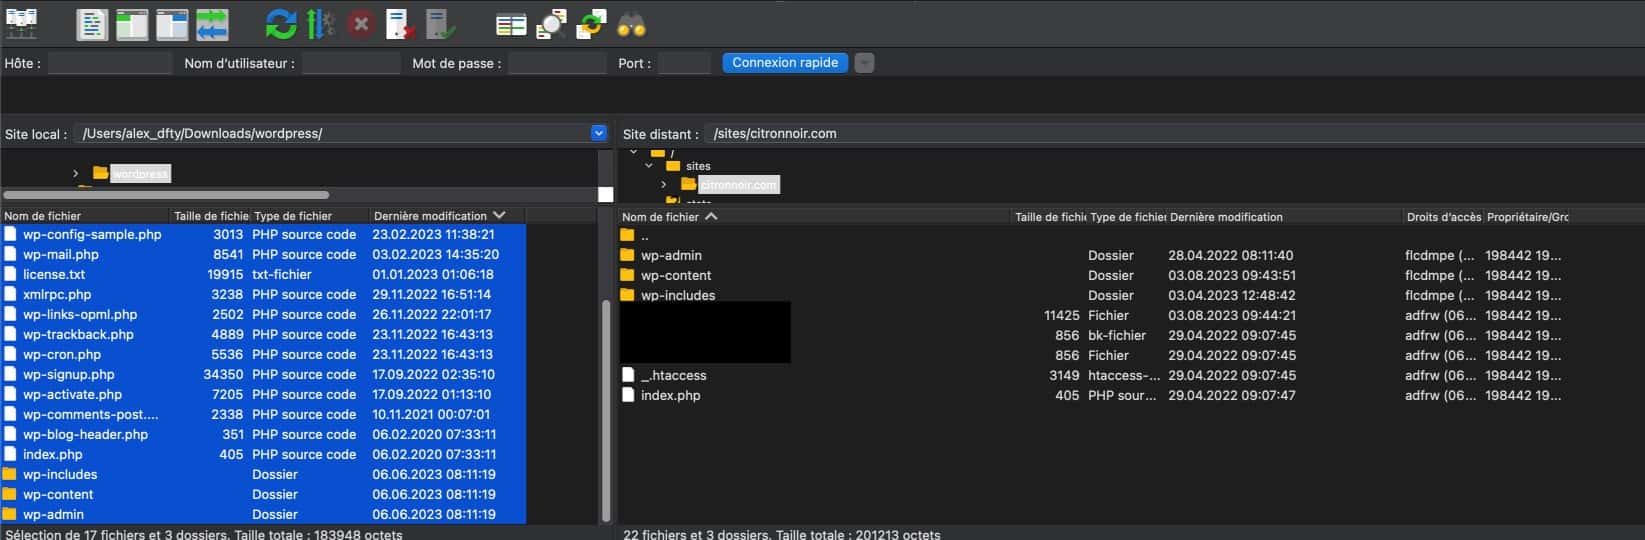 Hôte : Nom d'utilisateur : Mot de passe : Port : Connexion rapide
Site local : /Users/alex_dfty/Downloads/wordpress/
wordpress
Nom de fichier Taille de fichie Type de fichier Dernière modification
wp-config-sample.php 3013 PHP source code 23.02.2023 11:38:21
wp-mail.php 8541 PHP source code 03.02.2023 14:35:20
license.txt 19915 txt-fichier 01.01.2023 01:06:18
xmlrpc.php 3238 PHP source code 29.11.2022 16:51:14
wp-links-opml.php 2502 PHP source code 26.11.2022 22:01:17
wp-trackback.php 4889 PHP source code 23.11.2022 16:43:13
wp-cron.php 5536 PHP source code 23.11.2022 16:43:13
wp-signup.php 34350 PHP source code 17.09.2022 02:35:10
wp-activate.php 7205 PHP source code 17.09.2022 01:13:10
wp-comments-post.... 2338 PHP source code 10.11.2021 00:07:01
wp-blog-header.php 351 PHP source code 06.02.2020 07:33:11
index.php 405 PHP source code 06.02.2020 07:33:11
wp-includes Dossier 06.06.2023 08:11:19
wp-content Dossier 06.06.2023 08:11:19
wp-admin Dossier 06.06.2023 08:11:19
Sélection de 17 fichiers et 3 dossiers. Taille totale : 183948 octets
Site distant : /sites/citronnoir.com
/
sites
citronnoir.com
Nom de fichier Taille de fichi Type de fichier Dernière modification Droits d'accès Propriétaire/Gro
..
wp-admin Dossier 28.04.2022 08:11:40 flcdmpe (... 198442 19...
wp-content Dossier 03.08.2023 09:43:51 flcdmpe (... 198442 19...
wp-includes Dossier 03.04.2023 12:48:42 flcdmpe (... 198442 19...
11425 Fichier 03.08.2023 09:44:21 adfrw (06... 198442 19...
856 bk-fichier 29.04.2022 09:07:45 adfrw (06... 198442 19...
856 Fichier 29.04.2022 09:07:45 adfrw (06... 198442 19...
_.htaccess 3149 htaccess-... 29.04.2022 09:07:45 adfrw (06... 198442 19...
index.php 405 PHP sour... 29.04.2022 09:07:47 adfrw (06... 198442 19...
22 fichiers et 3 dossiers. Taille totale : 201213 octets